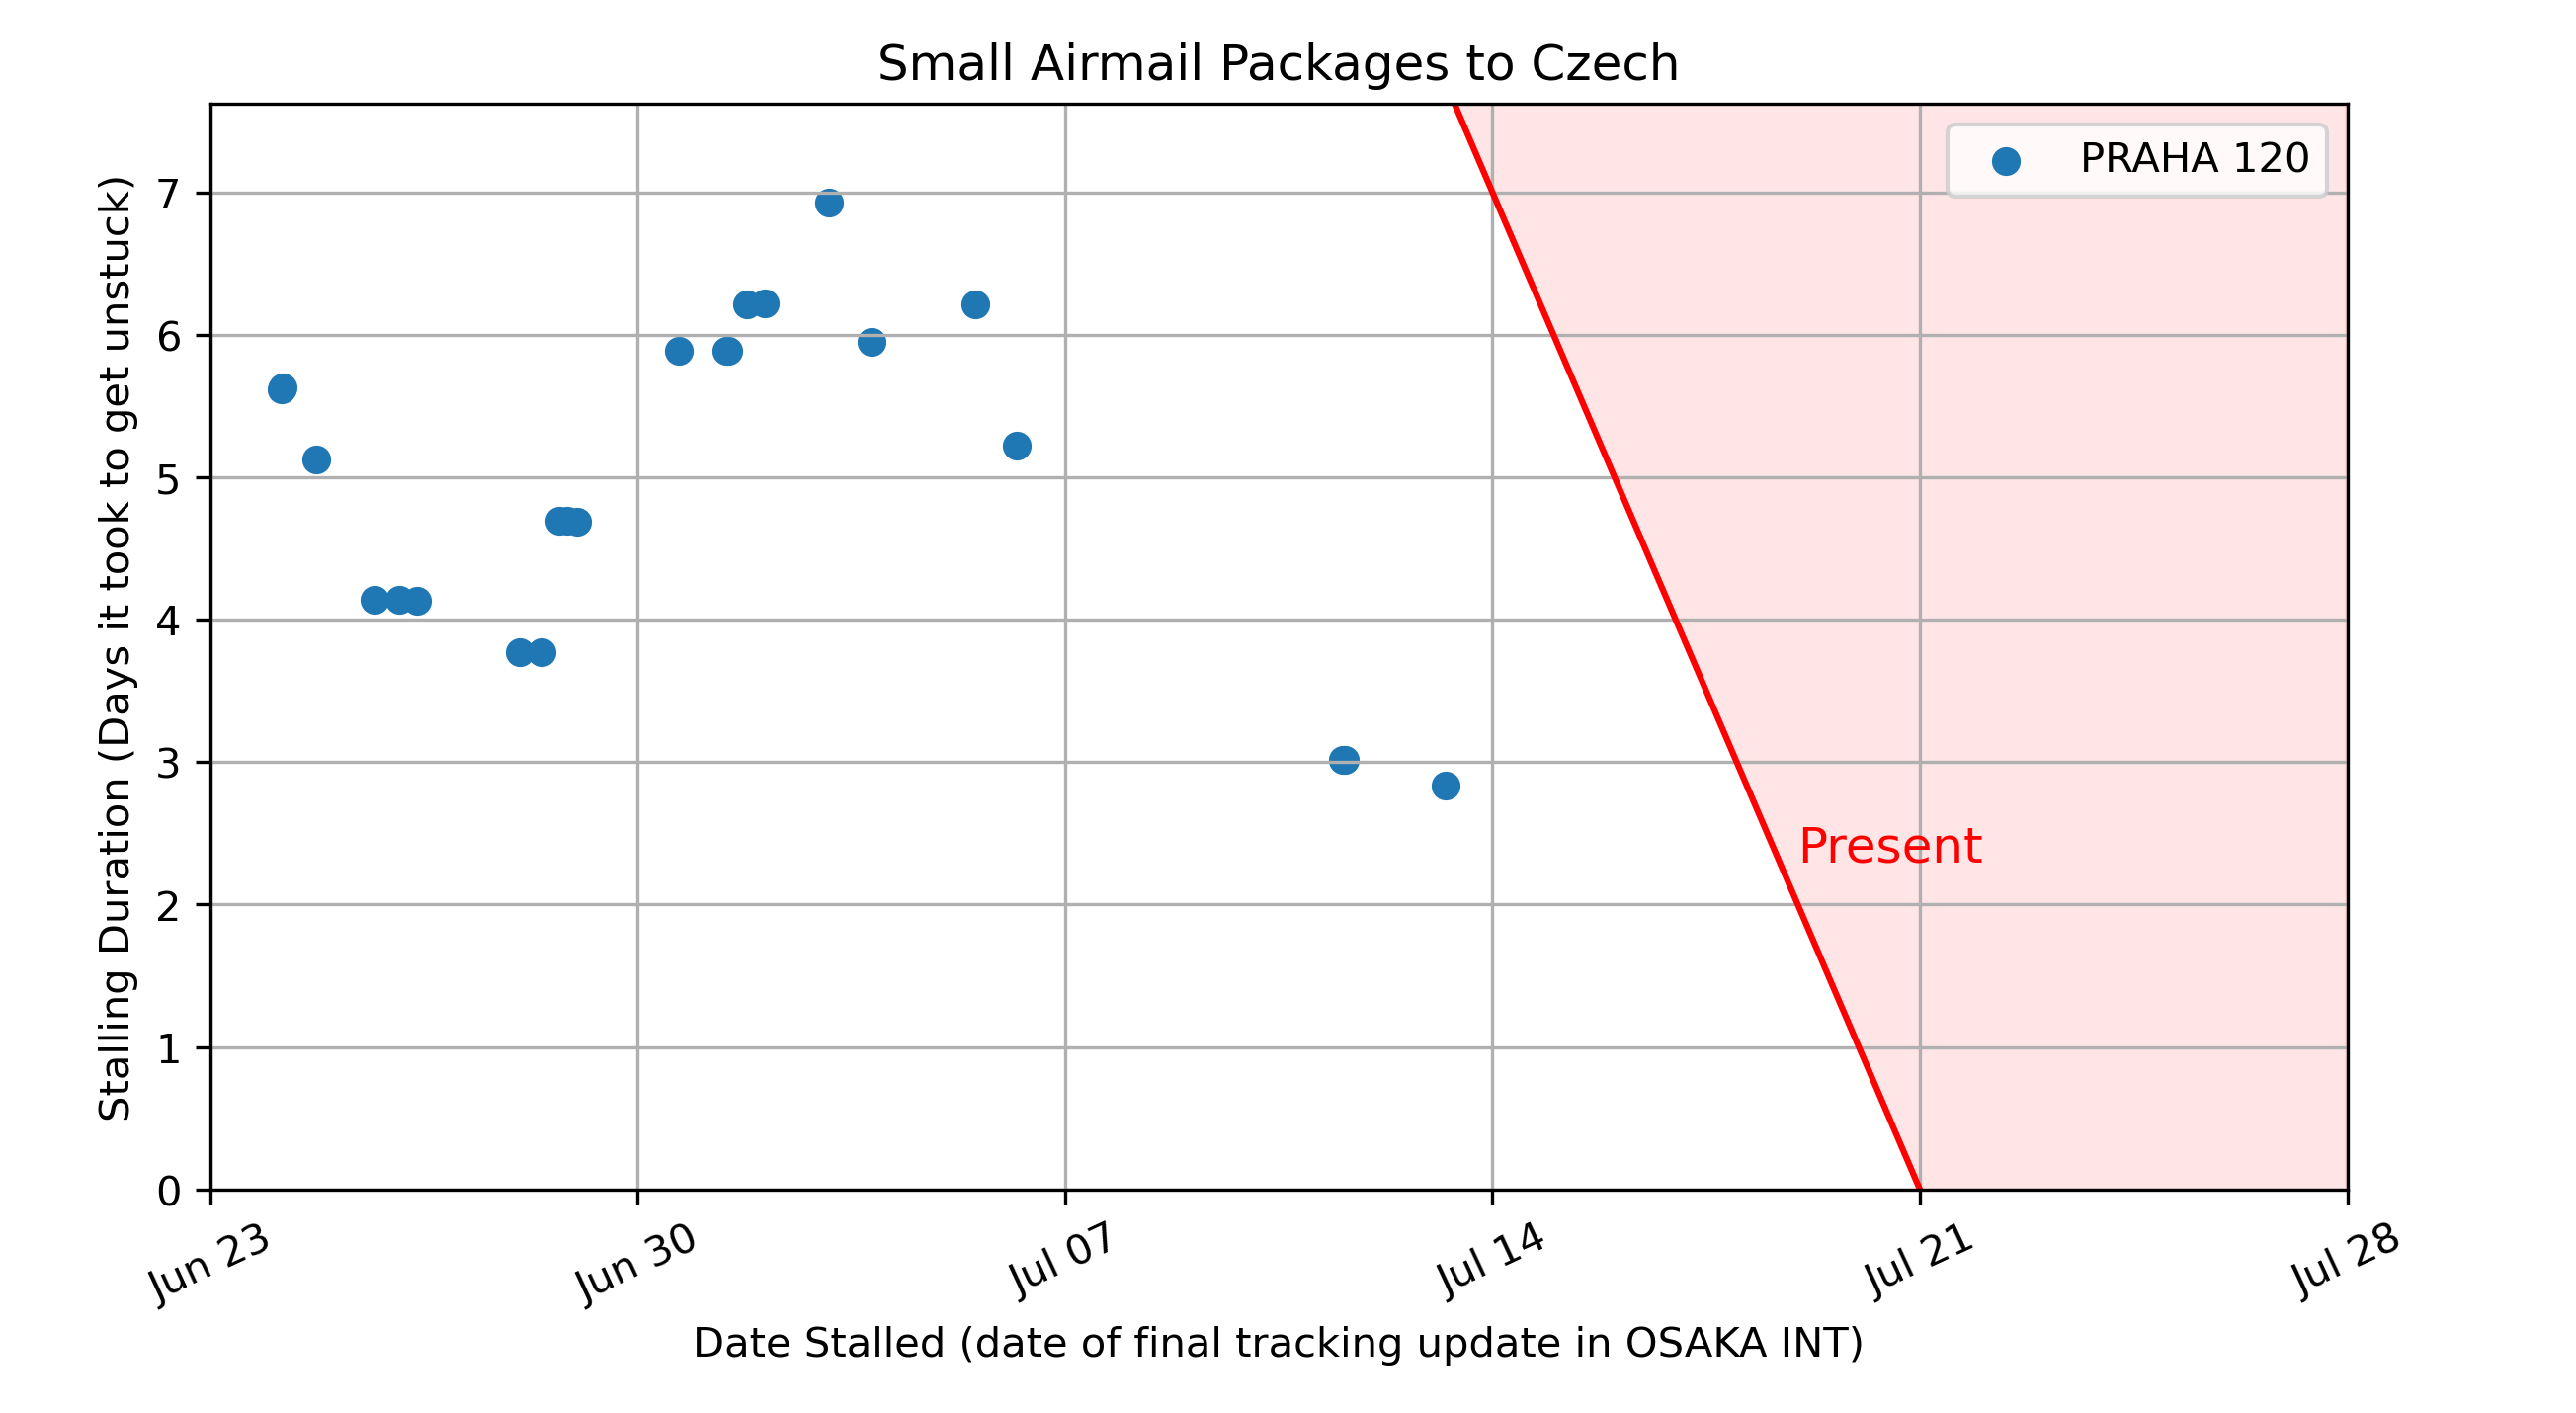 Small Airmail Packages to Czech
PRAHA 120
Stalling Duration (Days it took to get unstuck)
7
6
5
4
3
2
1
0
Present
Jun 23
Jun 30
Jul 07
Jul 14
Jul 21
Jul 28
Date Stalled (date of final tracking update in OSAKA INT)